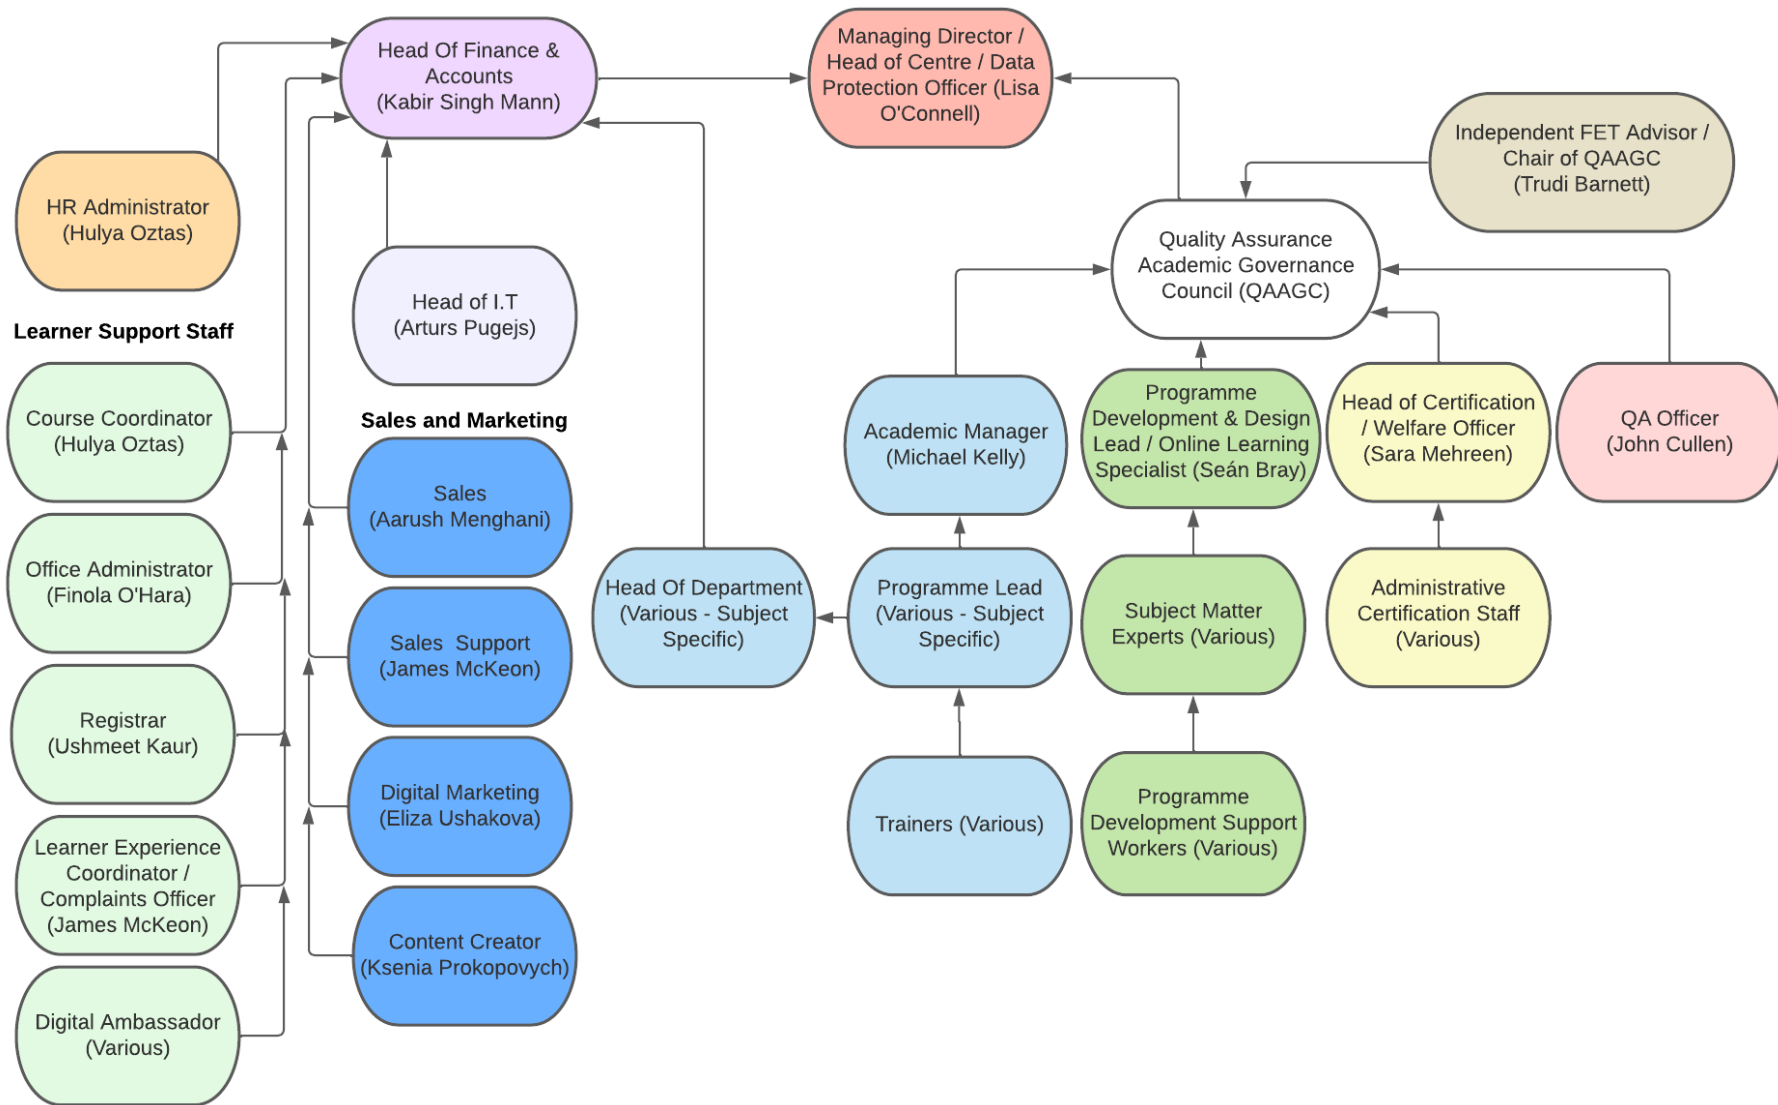 Head Of Finance &
Accounts
(Kabir Singh Mann)
Managing Director /
Head of Centre / Data
Protection Officer (Lisa
O'Connell)
Independent FET Advisor /
Chair of QAAGC
(Trudi Barnett)
HR Administrator
(Hulya Oztas)
Quality Assurance
Academic Governance
Council (QAAGC)
Head of I.T
(Arturs Pugejs)
Learner Support Staff
Course Coordinator
(Hulya Oztas)
Office Administrator
(Finola O'Hara)
Registrar
(Ushmeet Kaur)
Learner Experience
Coordinator /
Complaints Officer
(James McKeon)
Digital Ambassador
(Various)
Sales and Marketing
Sales
(Aarush Menghani)
Sales  Support
(James McKeon)
Digital Marketing
(Eliza Ushakova)
Content Creator
(Ksenia Prokopovych)
Academic Manager
(Michael Kelly)
Programme
Development & Design
Lead / Online Learning
Specialist (Seán Bray)
Head of Certification
/ Welfare Officer
(Sara Mehreen)
QA Officer
(John Cullen)
Head Of Department
(Various - Subject
Specific)
Programme Lead
(Various - Subject
Specific)
Subject Matter
Experts (Various)
Administrative
Certification Staff
(Various)
Trainers (Various)
Programme
Development Support
Workers (Various)